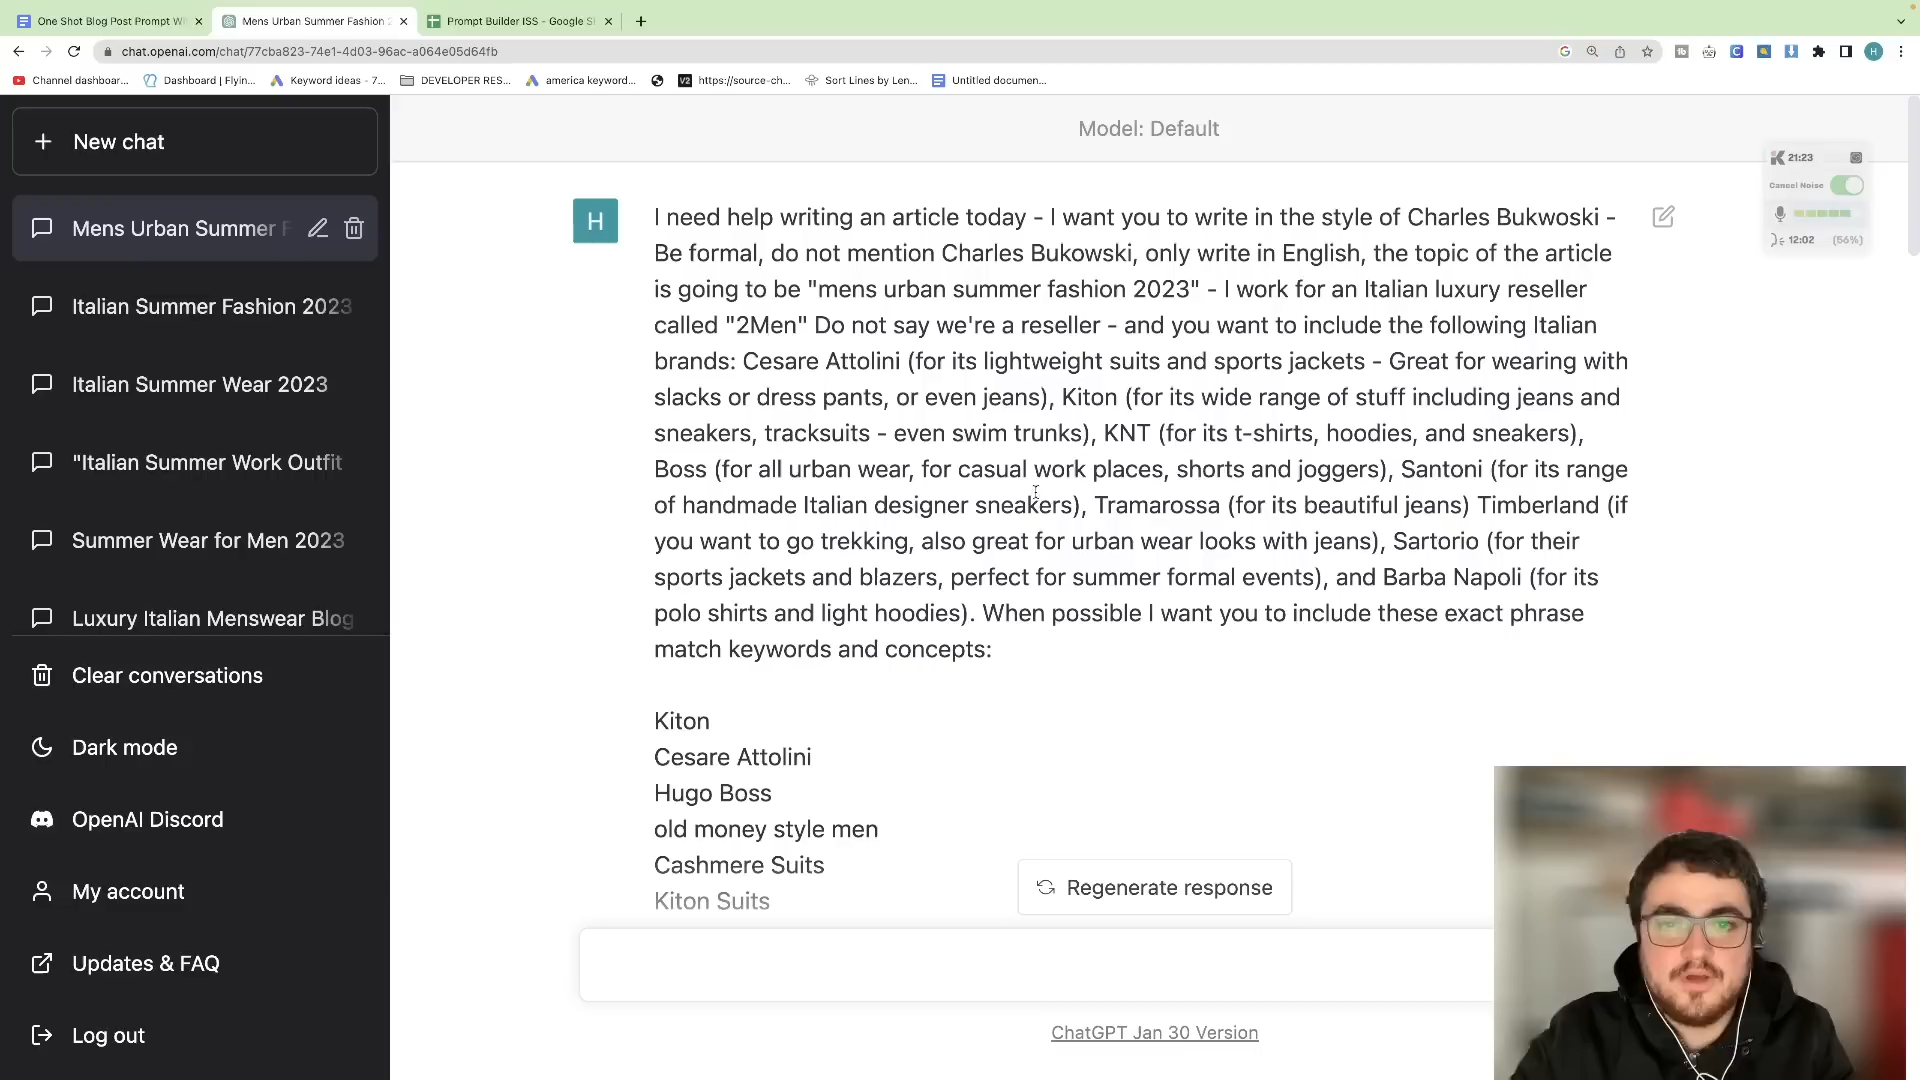 One Shot Blog Post Prompt W
Mens Urban Summer Fashion 2
Prompt Builder ISS - Google S
chat.openai.com/chat/77cba823-74e1-4d03-96ac-a064e05d64fb
Channel dashboar...
Dashboard | Flyin...
Keyword ideas - 7...
DEVELOPER RES...
america keyword...
https://source-ch...
Sort Lines by Len...
Untitled documen...
New chat
Mens Urban Summer F
Italian Summer Fashion 2023
Italian Summer Wear 2023
"Italian Summer Work Outfit
Summer Wear for Men 2023
Luxury Italian Menswear Blog
Clear conversations
Dark mode
OpenAI Discord
My account
Updates & FAQ
Log out
Model: Default
21:23
Cancel Noise
12:02 (56%)
H
I need help writing an article today - I want you to write in the style of Charles Bukwoski -
Be formal, do not mention Charles Bukowski, only write in English, the topic of the article
is going to be "mens urban summer fashion 2023" - I work for an Italian luxury reseller
called "2Men" Do not say we're a reseller - and you want to include the following Italian
brands: Cesare Attolini (for its lightweight suits and sports jackets - Great for wearing with
slacks or dress pants, or even jeans), Kiton (for its wide range of stuff including jeans and
sneakers, tracksuits - even swim trunks), KNT (for its t-shirts, hoodies, and sneakers),
Boss (for all urban wear, for casual work places, shorts and joggers), Santoni (for its range
of handmade Italian designer sneakers), Tramarossa (for its beautiful jeans) Timberland (if
you want to go trekking, also great for urban wear looks with jeans), Sartorio (for their
sports jackets and blazers, perfect for summer formal events), and Barba Napoli (for its
polo shirts and light hoodies). When possible I want you to include these exact phrase
match keywords and concepts:
Kiton
Cesare Attolini
Hugo Boss
old money style men
Cashmere Suits
Kiton Suits
Regenerate response
ChatGPT Jan 30 Version